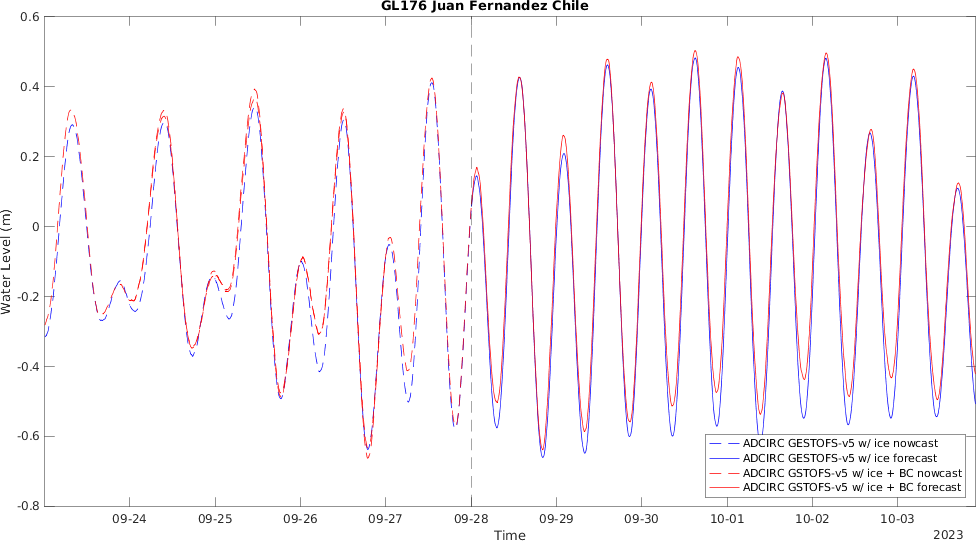 GL176 Juan Fernandez Chile
0.6
0.4
0.2
0
-0.2
-0.4
-0.6
-0.8
Water Level (m)
ADCIRC GESTOFS-v5 w/ ice nowcast
ADCIRC GESTOFS-v5 w/ ice forecast
ADCIRC GSTOFS-v5 w/ ice + BC nowcast
ADCIRC GSTOFS-v5 w/ ice + BC forecast
09-24 09-25 09-26 09-27 09-28 09-29 09-30 10-01 10-02 10-03
Time
2023